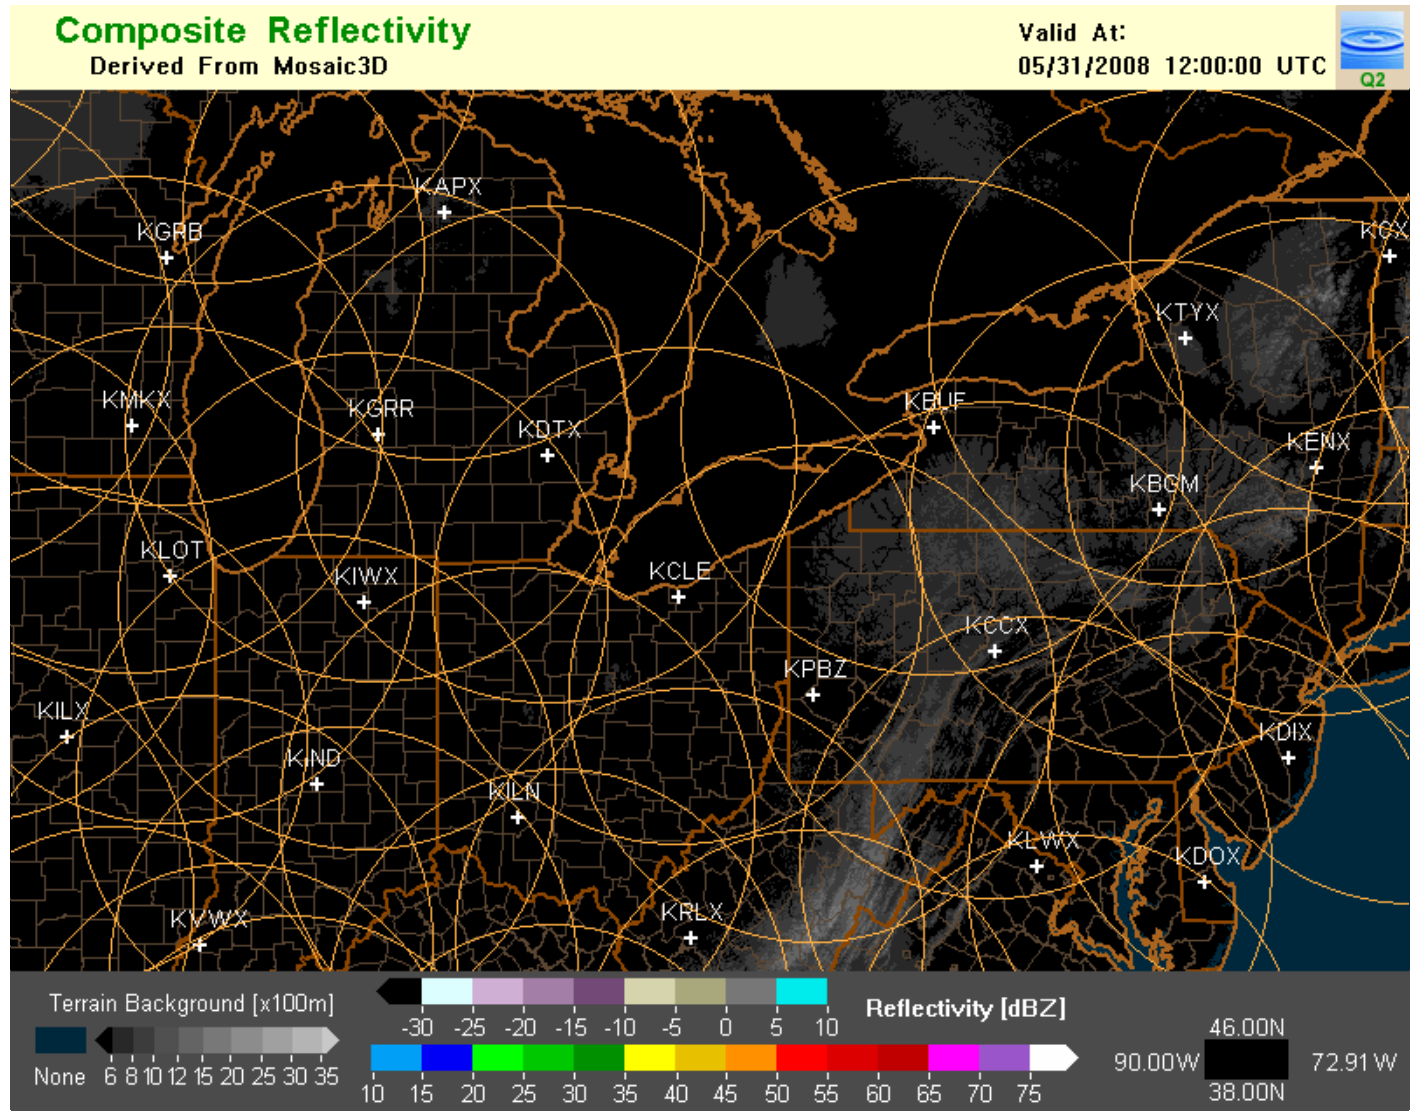 Composite Reflectivity
Derived From Mosaic3D
Valid At:
05/31/2008 12:00:00 UTC
Q2
KAPX
KGRB
KCX
KTYX
KMKX
KGRR
KDTX
KBUF
KENX
KBGM
KLOT
KIWX
KCLE
KCCX
KPBZ
KILX
KIND
KDIX
KILN
KLWX
KDOX
KVWX
KRLX
Terrain Background [x100m]
None 6 8 10 12 15 20 25 30 35
-30 -25 -20 -15 -10 -5 0 5 10
Reflectivity [dBZ]
10 15 20 25 30 35 40 45 50 55 60 65 70 75
46.00N
90.00W
72.91W
38.00N